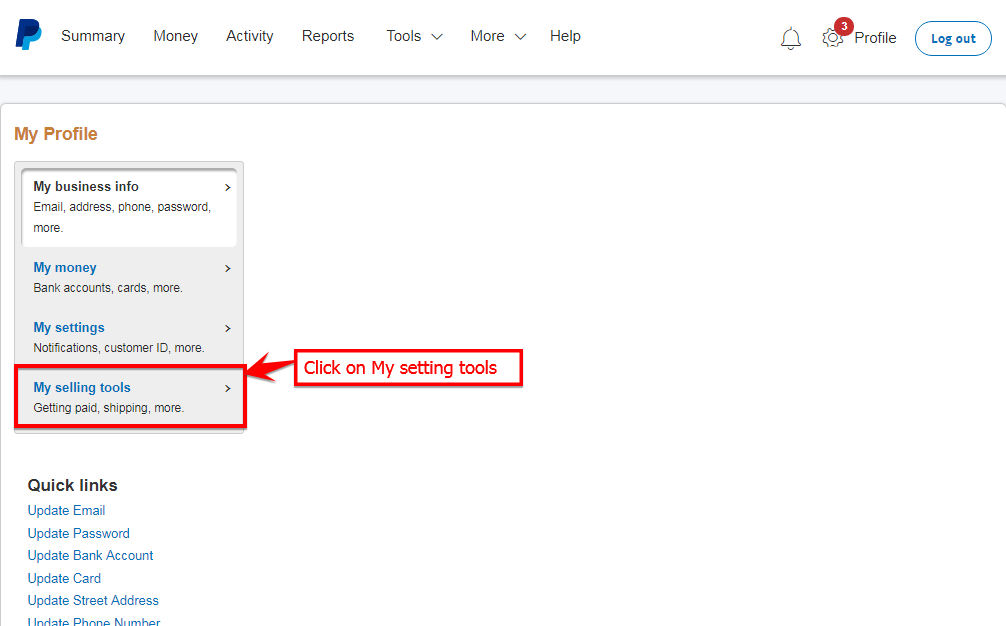 Summary Money Activity Reports Tools More Help 3 Profile Log out
My Profile
My business info
Email, address, phone, password,
more.
My money
Bank accounts, cards, more.
My settings
Notifications, customer ID, more.
My selling tools
Getting paid, shipping, more.
Click on My setting tools
Quick links
Update Email
Update Password
Update Bank Account
Update Card
Update Street Address
Update Phone Number